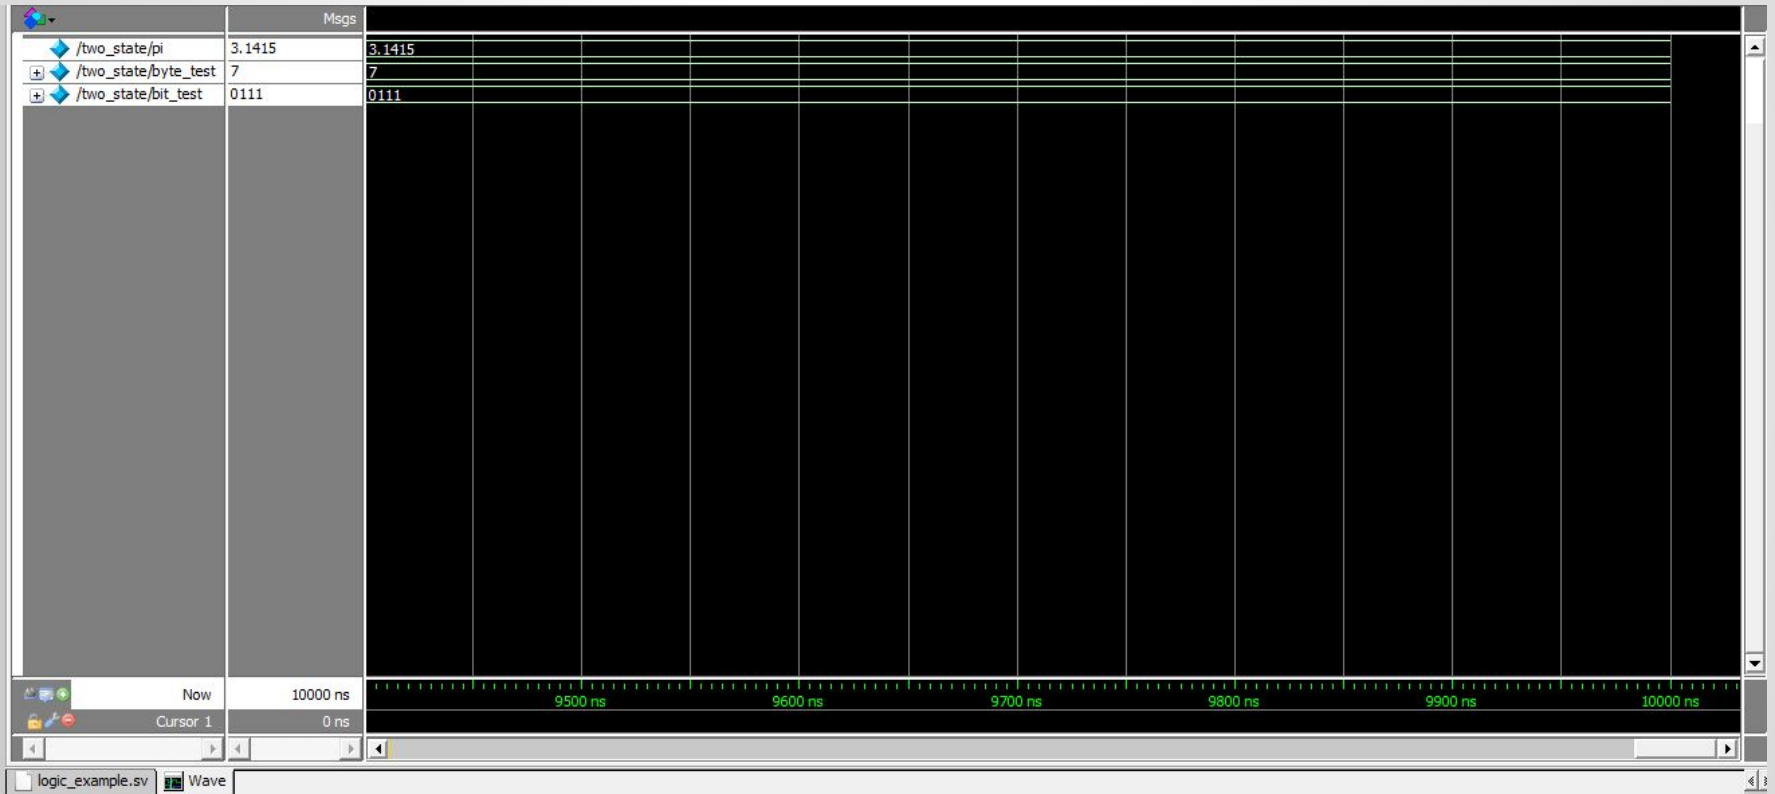 Msgs
/two_state/pi 3.1415 3.1415
/two_state/byte_test 7 7
/two_state/bit_test 0111 0111
Now 10000 ns
9500 ns 9600 ns 9700 ns 9800 ns 9900 ns 10000 ns
Cursor 1 0 ns
logic_example.sv Wave